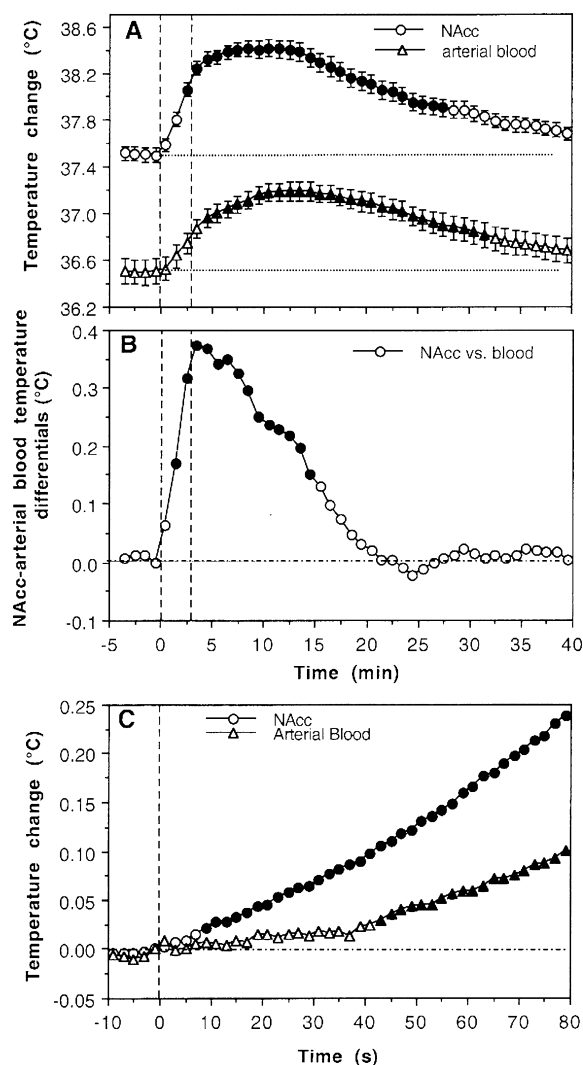 A
NAcc
arterial blood
Temperature change (°C)
38.6
38.2
37.8
37.4
37.0
36.6
36.2
B
NAcc vs. blood
NAcc-arterial blood temperature
differentials (°C)
0.4
0.3
0.2
0.1
0.0
-0.1
-5 0 5 10 15 20 25 30 35 40
Time (min)
C
NAcc
Arterial Blood
Temperature change (°C)
0.25
0.20
0.15
0.10
0.05
0.00
-0.05
-10 0 10 20 30 40 50 60 70 80
Time (s)